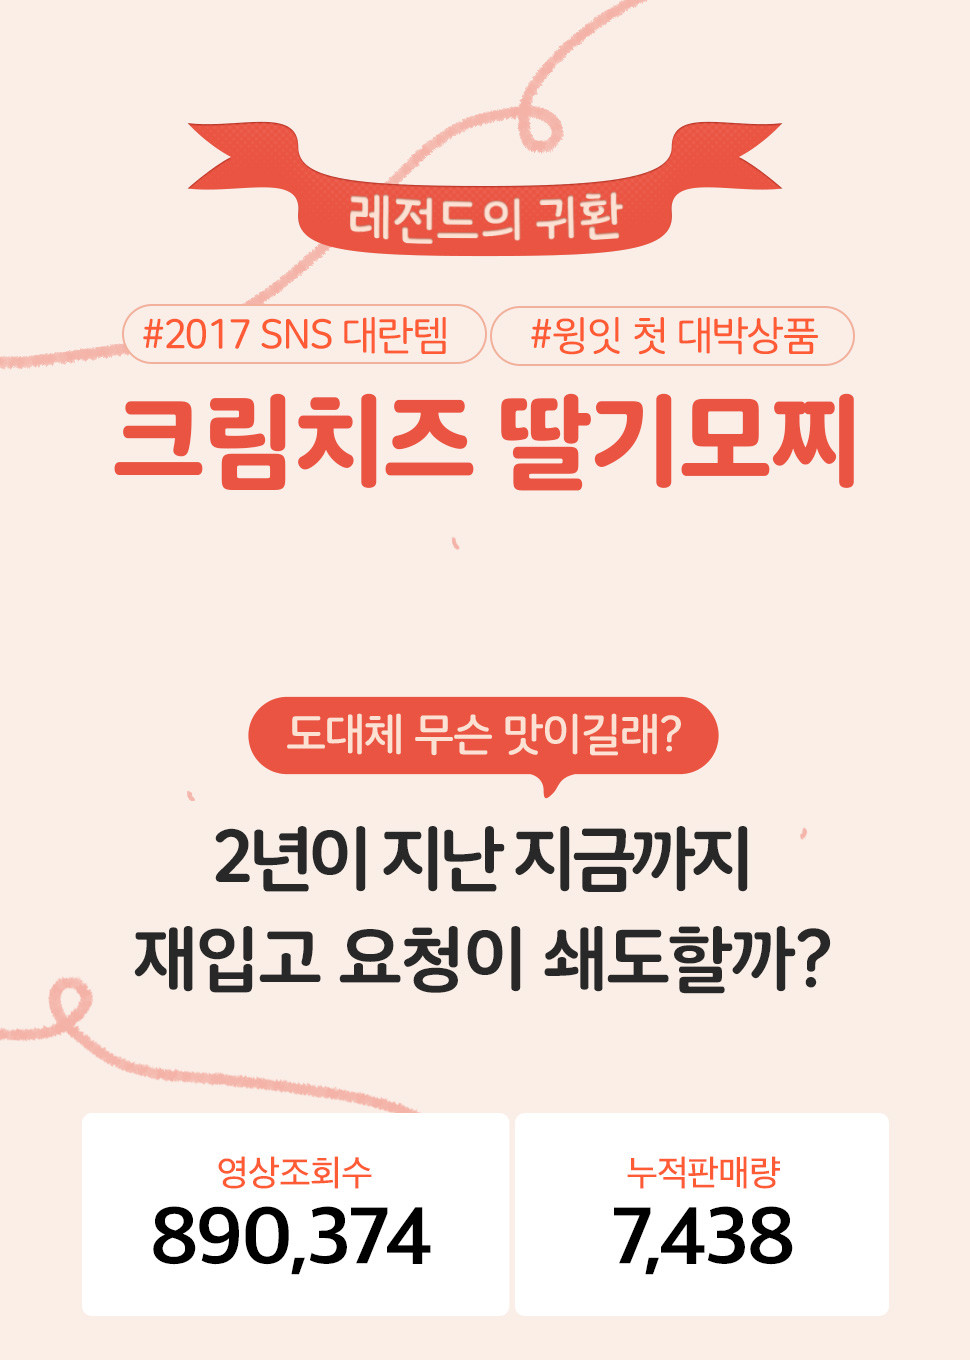 레전드의 귀환
#2017 SNS 대란템 #윙잇 첫 대박상품
크림치즈 딸기모찌
도대체 무슨 맛이길래?
2년이 지난 지금까지
재입고 요청이 쇄도할까?
영상조회수 누적판매량
890,374 7,438